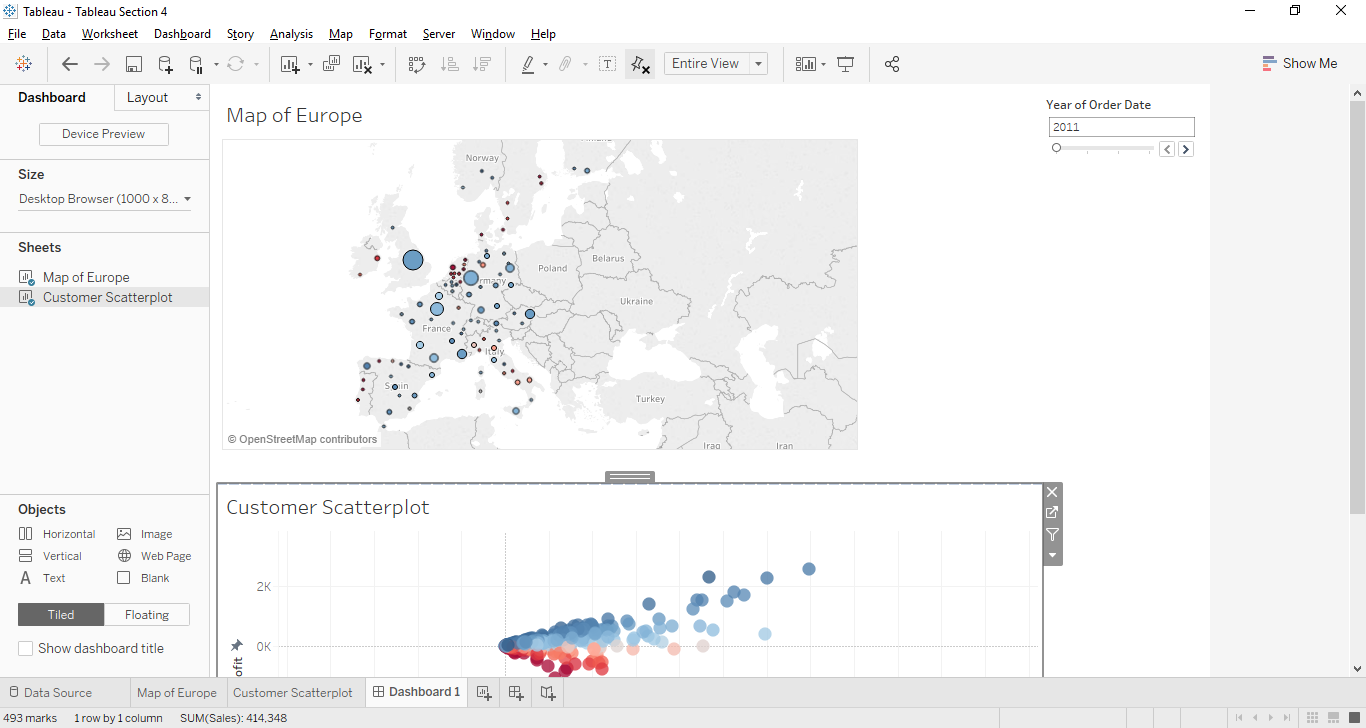 Tableau - Tableau Section 4
File Data Worksheet Dashboard Story Analysis Map Format Server Window Help
Entire View
Show Me
Dashboard Layout
Device Preview
Size
Desktop Browser (1000 x 8...
Sheets
Map of Europe
Customer Scatterplot
Objects
Horizontal Image
Vertical Web Page
Text Blank
Tiled Floating
Show dashboard title
Map of Europe
Norway
Belarus
Poland
Ukraine
France
Italy
Turkey
Iraq Iran
© OpenStreetMap contributors
Year of Order Date
2011
Customer Scatterplot
2K
0K
ofit
Data Source Map of Europe Customer Scatterplot Dashboard 1
493 marks 1 row by 1 column SUM(Sales): 414,348